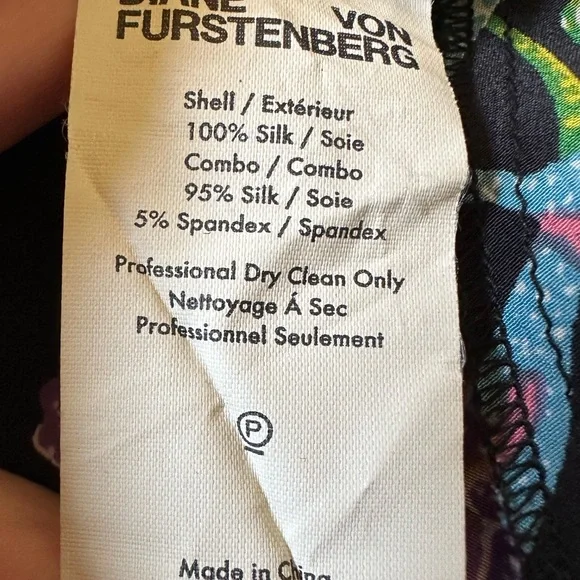 DIANE VON
FURSTENBERG
Shell / Extérieur
100% Silk / Soie
Combo / Combo
95% Silk / Soie
5% Spandex / Spandex
Professional Dry Clean Only
Nettoyage Á Sec
Professionnel Seulement
P
Made in China